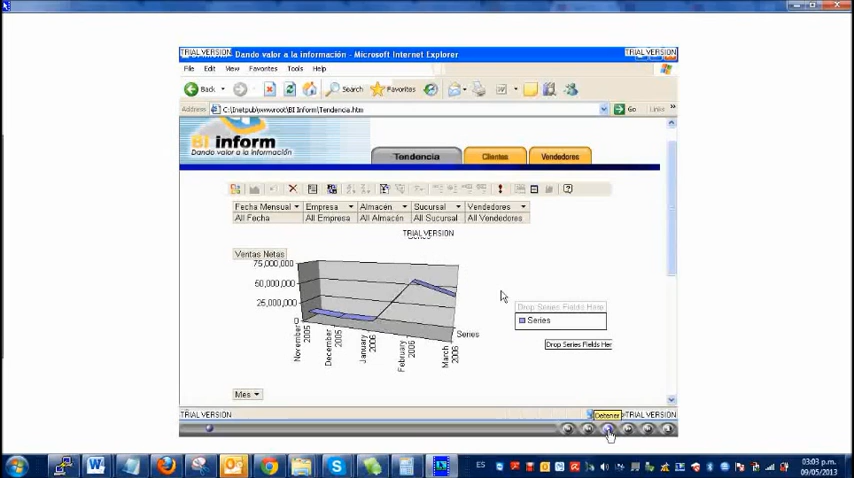 TRIAL VERSION Dando valor a la información - Microsoft Internet Explorer TRIAL VERSION
File Edit View Favorites Tools Help
Back Search Favorites
Address C:\Inetpub\wwwroot\BI Inform\Tendencia.htm Go Links
BI inform
Dando valor a la información
Tendencia Clientes Vendedores
Fecha Mensual Empresa Almacen Sucursal Vendedores
All Fecha All Empresa All Almacén All Sucursal All Vendedores
TRIAL VERSION
Series
Ventas Netas
75,000,000
50,000,000
25,000,000
0
Drop Series Fields Here
Series
Series
Drop Series Fields Her
November 2005
December 2005
January 2006
February 2006
March 2006
Mes
Detener
TRIAL VERSION TRIAL VERSION
ES 03:03 p.m.
09/05/2013